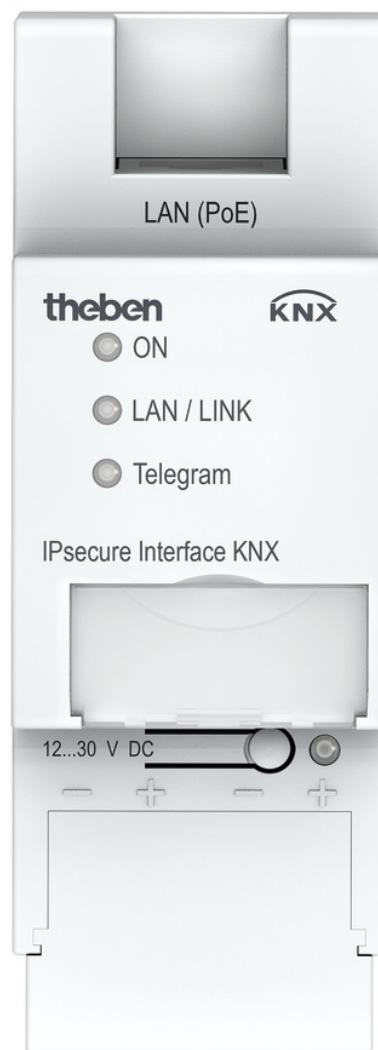 LAN (PoE)
theben KNX
ON
LAN / LINK
Telegram
IPsecure Interface KNX
12...30 V DC
− + − +